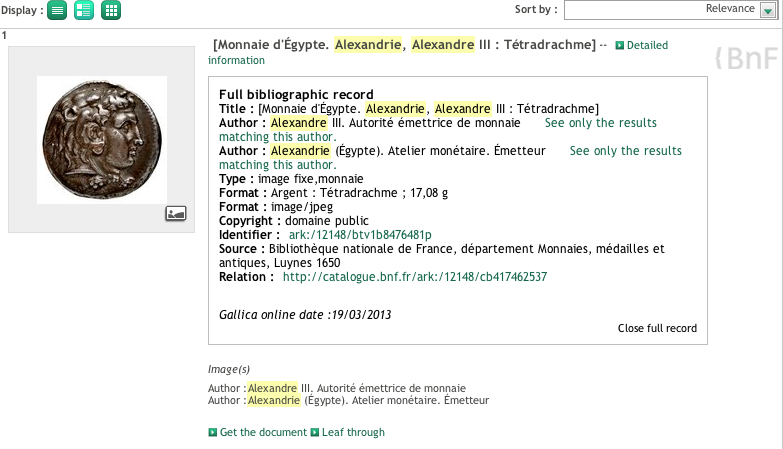 Display :
Sort by :
Relevance
1
[Monnaie d'Égypte. Alexandrie, Alexandre III : Tétradrachme] -- Detailed
information
(BnF
Full bibliographic record
Title : [Monnaie d'Égypte. Alexandrie, Alexandre III : Tétradrachme]
Author : Alexandre III. Autorité émettrice de monnaie See only the results
matching this author.
Author : Alexandrie (Égypte). Atelier monétaire. Émetteur See only the results
matching this author.
Type : image fixe,monnaie
Format : Argent : Tétradrachme ; 17,08 g
Format : image/jpeg
Copyright : domaine public
Identifier : ark:/12148/btv1b8476481p
Source : Bibliothèque nationale de France, département Monnaies, médailles et
antiques, Luynes 1650
Relation : http://catalogue.bnf.fr/ark:/12148/cb417462537
Gallica online date :19/03/2013
Close full record
Image(s)
Author :Alexandre III. Autorité émettrice de monnaie
Author :Alexandrie (Égypte). Atelier monétaire. Émetteur
Get the document Leaf through